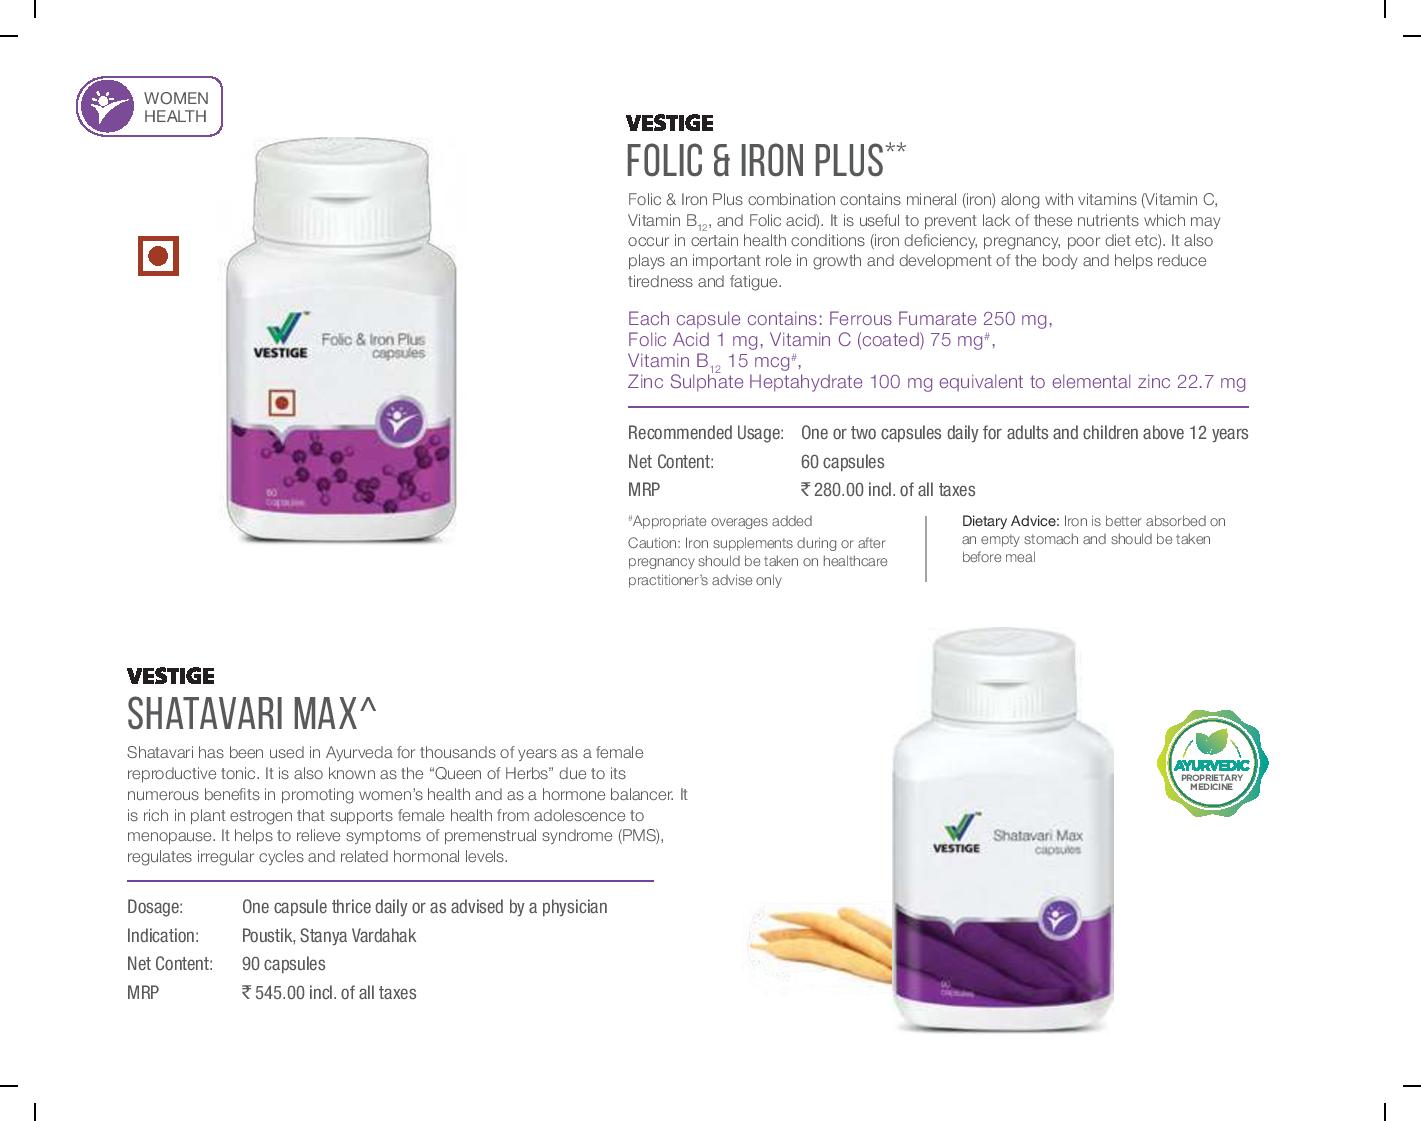 WOMEN
HEALTH
VESTIGE
FOLIC & IRON PLUS**
Folic & Iron Plus combination contains mineral (iron) along with vitamins (Vitamin C,
Vitamin B12, and Folic acid). It is useful to prevent lack of these nutrients which may
occur in certain health conditions (iron deficiency, pregnancy, poor diet etc). It also
plays an important role in growth and development of the body and helps reduce
tiredness and fatigue.
Each capsule contains: Ferrous Fumarate 250 mg,
Folic Acid 1 mg, Vitamin C (coated) 75 mg#,
Vitamin B12 15 mcg#,
Zinc Sulphate Heptahydrate 100 mg equivalent to elemental zinc 22.7 mg
Recommended Usage: One or two capsules daily for adults and children above 12 years
Net Content: 60 capsules
MRP ₹ 280.00 incl. of all taxes
#Appropriate overages added
Caution: Iron supplements during or after
pregnancy should be taken on healthcare
practitioner's advise only
Dietary Advice: Iron is better absorbed on
an empty stomach and should be taken
before meal
VESTIGE
Folic & Iron Plus
capsules
60
capsules
VESTIGE
SHATAVARI MAX^
Shatavari has been used in Ayurveda for thousands of years as a female
reproductive tonic. It is also known as the “Queen of Herbs” due to its
numerous benefits in promoting women's health and as a hormone balancer. It
is rich in plant estrogen that supports female health from adolescence to
menopause. It helps to relieve symptoms of premenstrual syndrome (PMS),
regulates irregular cycles and related hormonal levels.
Dosage: One capsule thrice daily or as advised by a physician
Indication: Poustik, Stanya Vardahak
Net Content: 90 capsules
MRP ₹ 545.00 incl. of all taxes
VESTIGE
Shatavari Max
capsules
90
capsules
AYURVEDIC
PROPRIETARY
MEDICINE